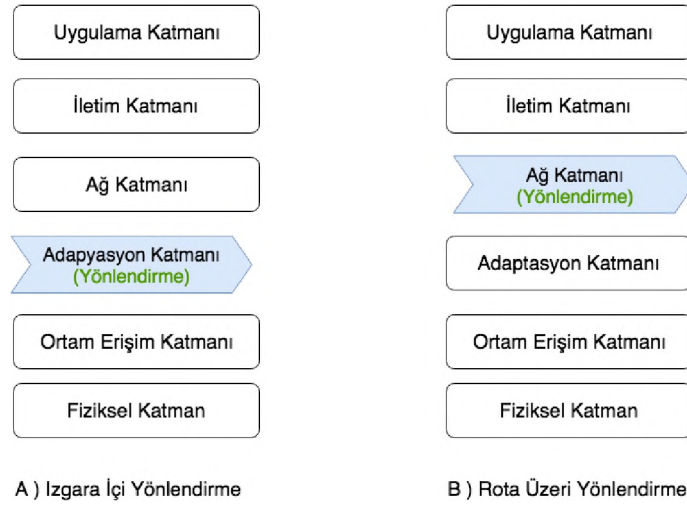 Uygulama Katmanı
İletim Katmanı
Ağ Katmanı
Adapyasyon Katmanı
(Yönlendirme)
Ortam Erişim Katmanı
Fiziksel Katman
A ) Izgara İçi Yönlendirme
Uygulama Katmanı
İletim Katmanı
Ağ Katmanı
(Yönlendirme)
Adaptasyon Katmanı
Ortam Erişim Katmanı
Fiziksel Katman
B ) Rota Üzeri Yönlendirme